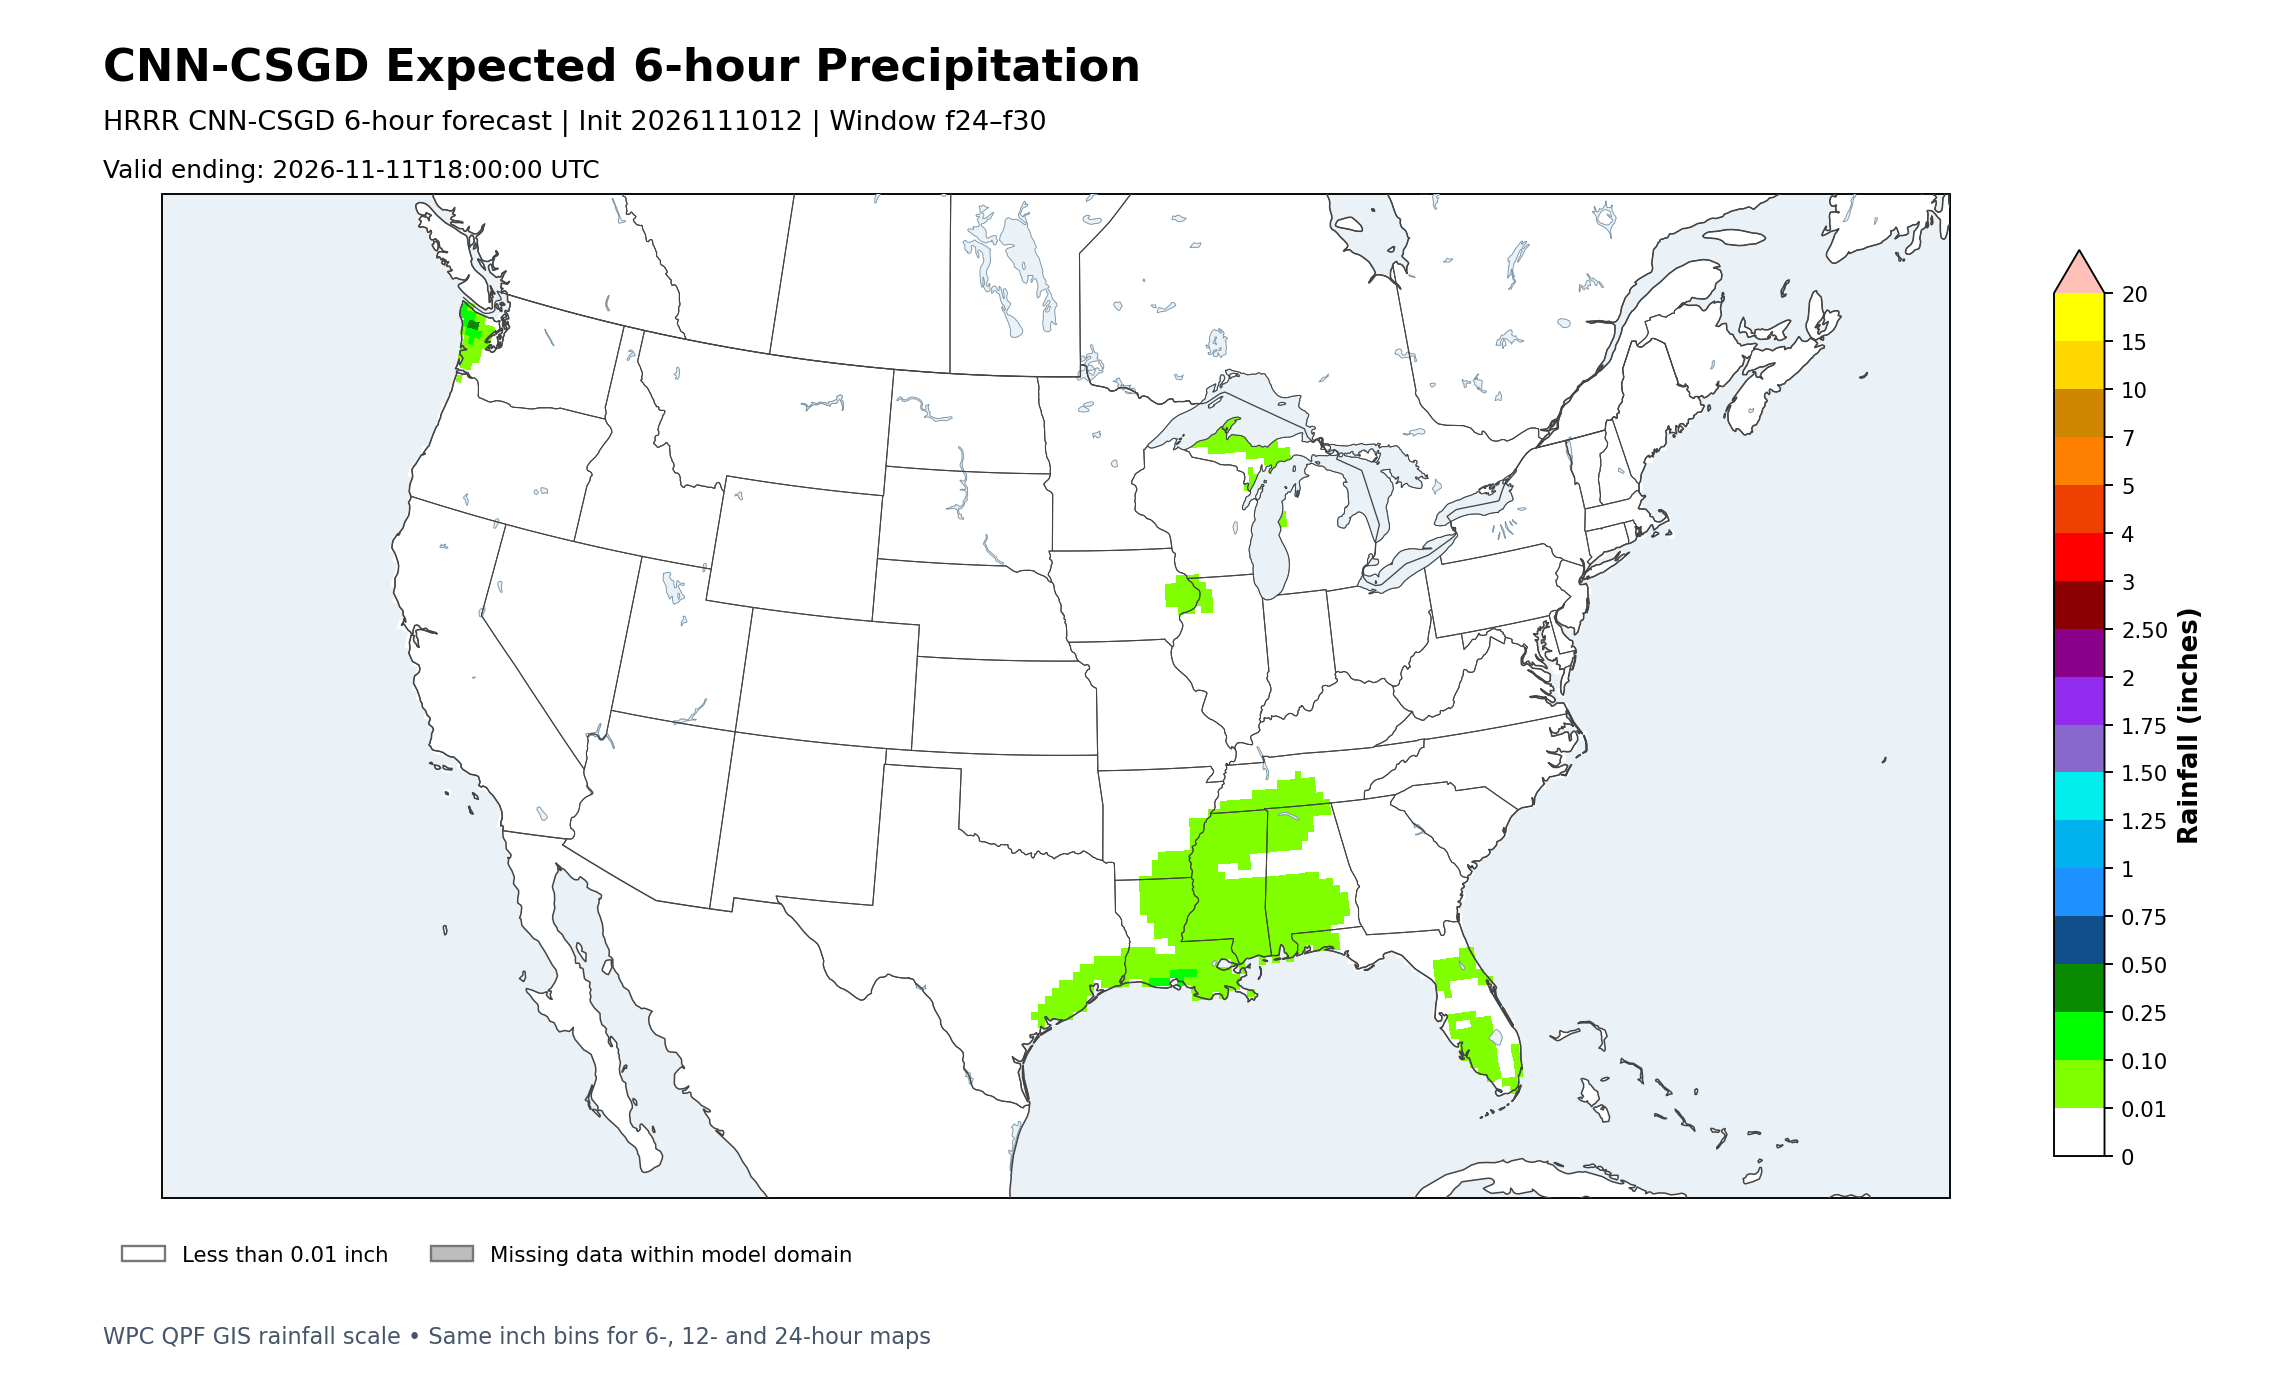 CNN-CSGD Expected 6-hour Precipitation
HRRR CNN-CSGD 6-hour forecast | Init 2026111012 | Window f24–f30
Valid ending: 2026-11-11T18:00:00 UTC
20
15
10
7
5
4
3
2.50
2
1.75
1.50
1.25
1
0.75
0.50
0.25
0.10
0.01
0
Rainfall (inches)
Less than 0.01 inch
Missing data within model domain
WPC QPF GIS rainfall scale • Same inch bins for 6-, 12- and 24-hour maps